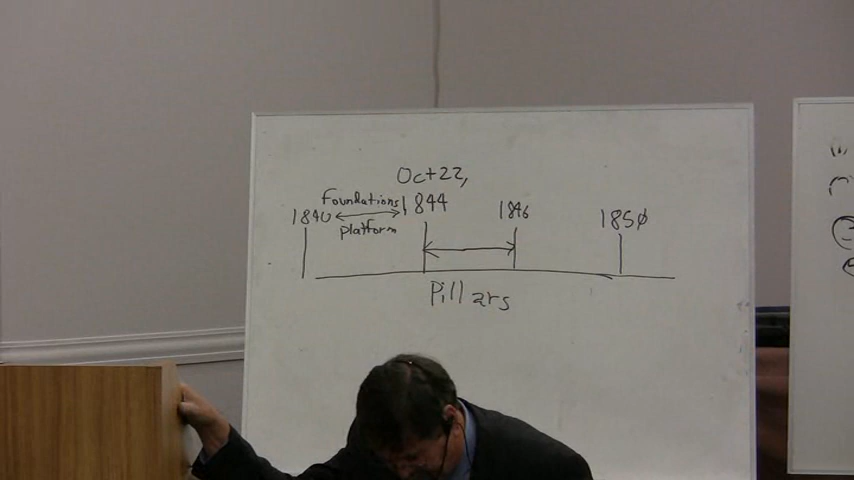 Oct 22,
Foundations
1840 1844 1846 1850
platform
Pillars